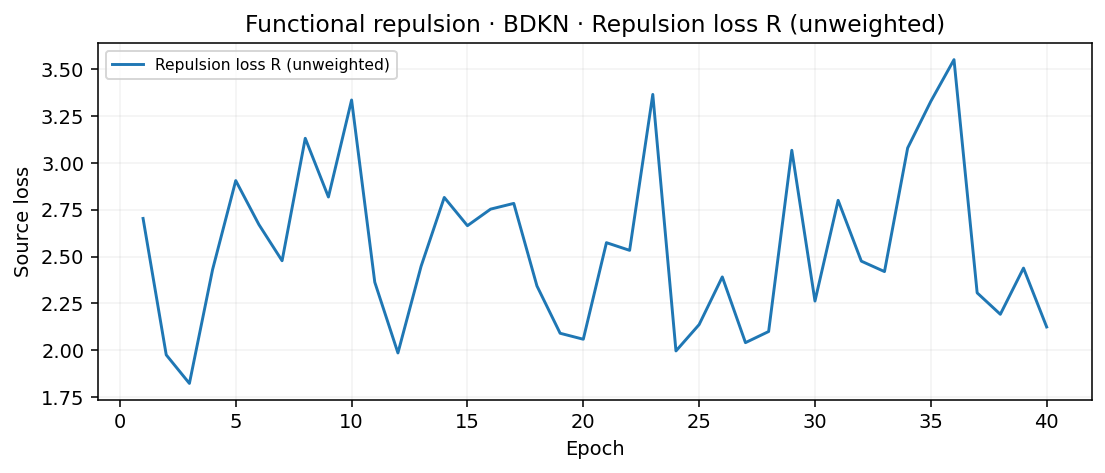 Functional repulsion · BDKN · Repulsion loss R (unweighted)
Repulsion loss R (unweighted)
Source loss
3.50
3.25
3.00
2.75
2.50
2.25
2.00
1.75
0 5 10 15 20 25 30 35 40
Epoch